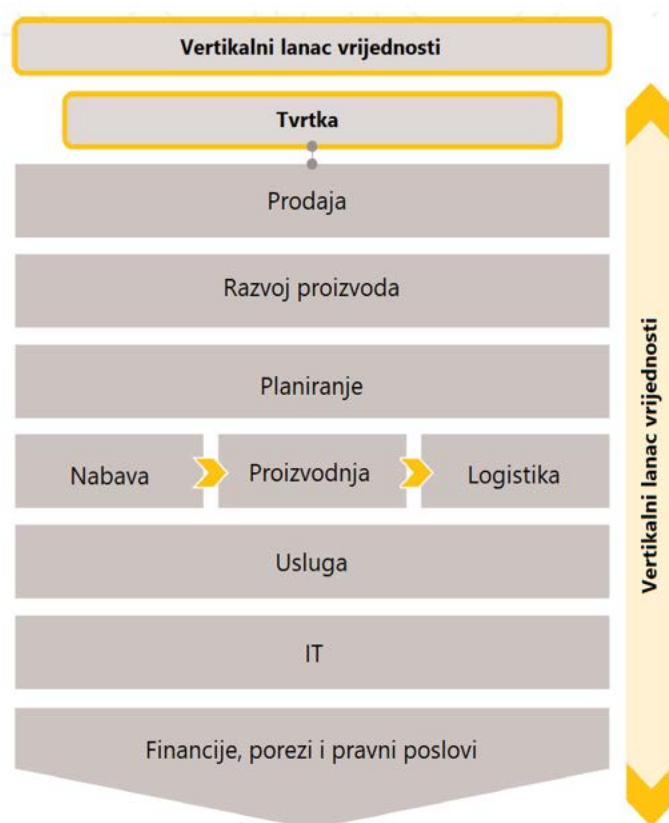 Vertikalni lanac vrijednosti
Tvrtka
Prodaja
Razvoj proizvoda
Planiranje
Nabava
Proizvodnja
Logistika
Usluga
IT
Financije, porezi i pravni poslovi
Vertikalni lanac vrijednosti